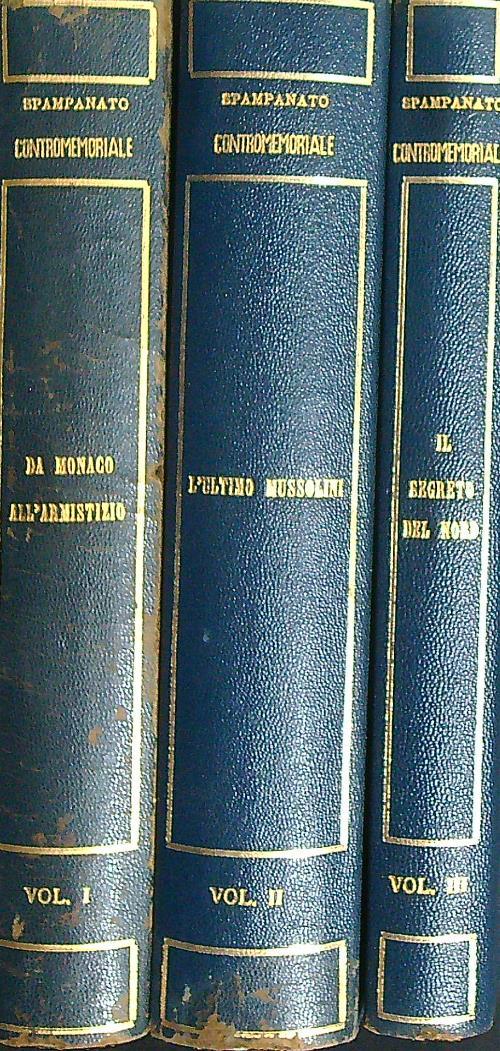 SPAMPANATO
CONTROMEMORIALE
DA MONACO
ALL'ARMISTIZIO
VOL. I
SPAMPANATO
CONTROMEMORIALE
L'ULTIMO MUSSOLINI
VOL. II
SPAMPANATO
CONTROMEMORIAL
IL
SEGRETO
DEL NORD
VOL. III